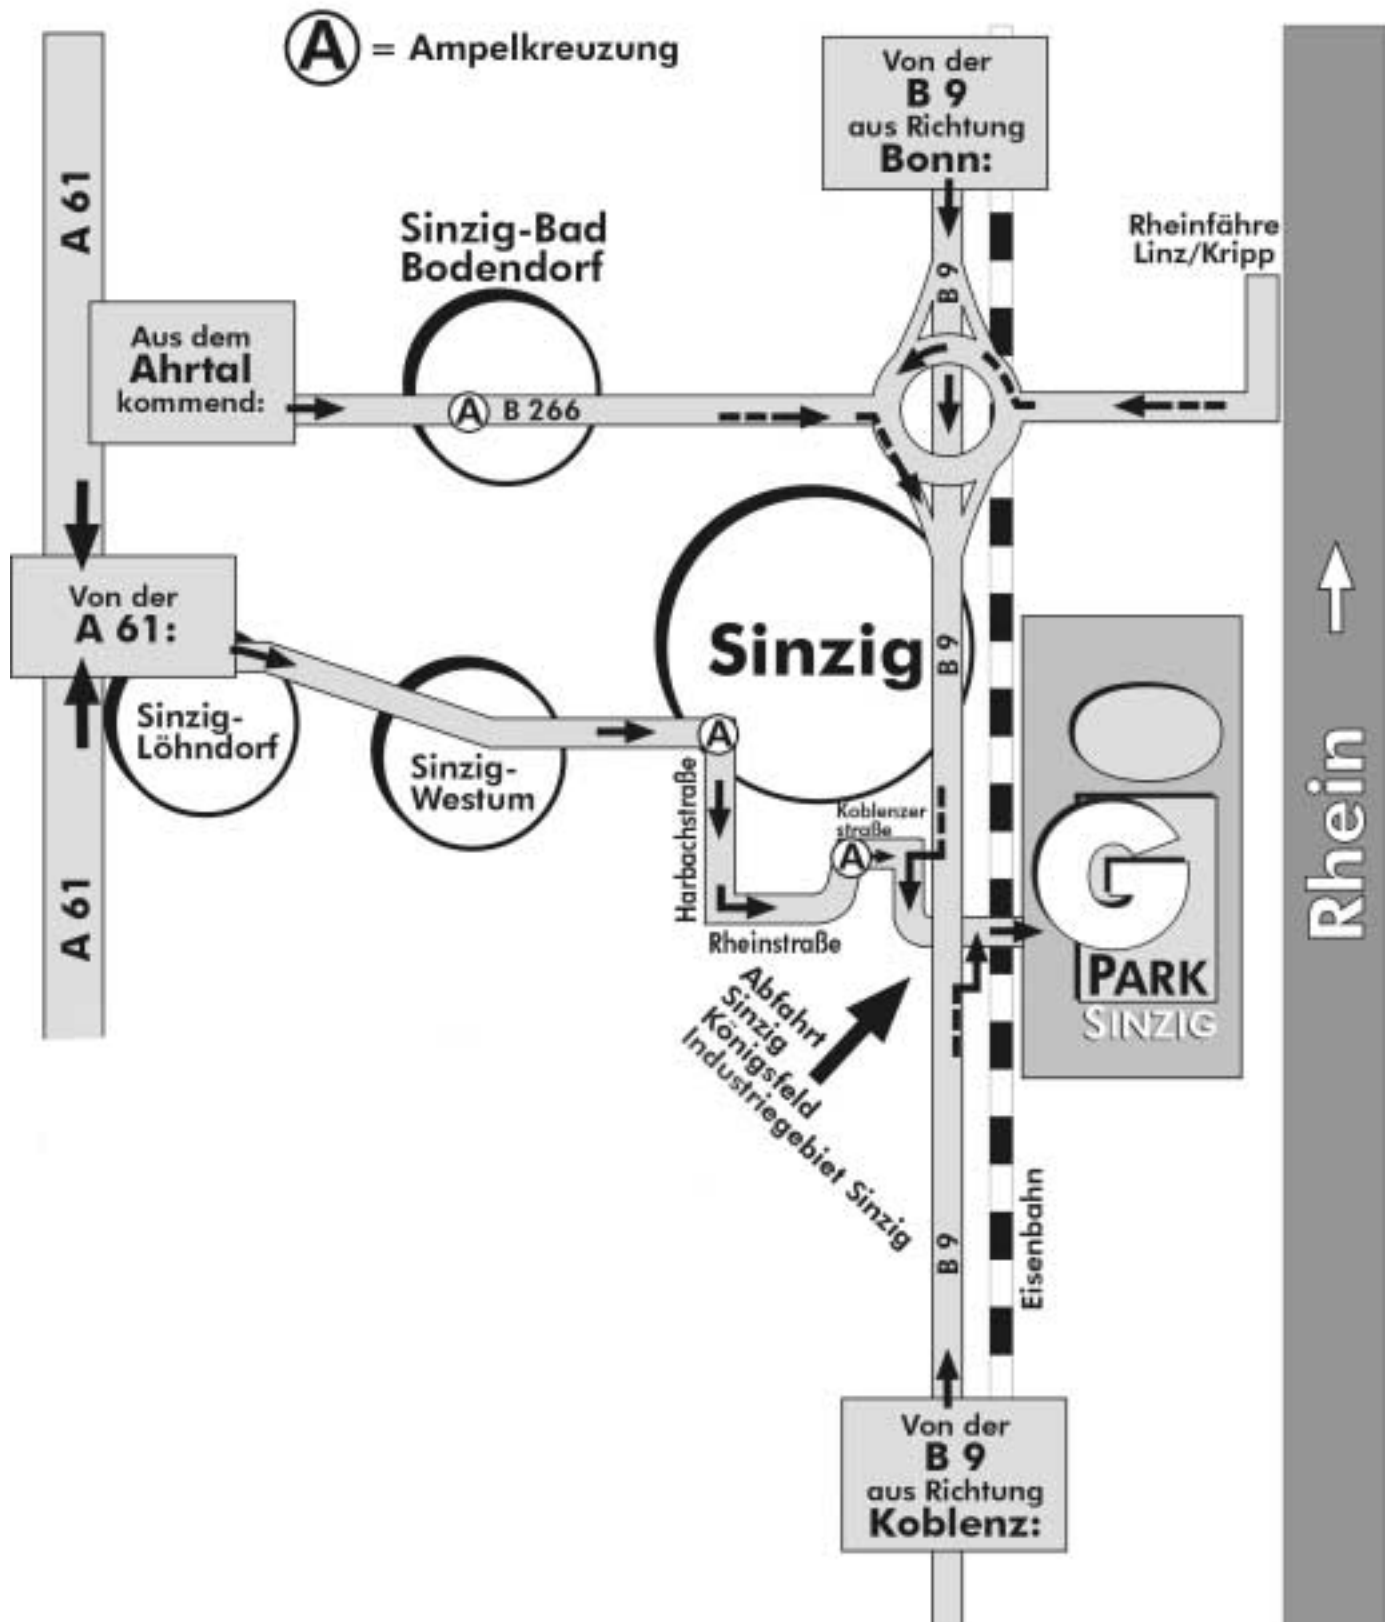 A = Ampelkreuzung
Von der
B 9
aus Richtung
Bonn:
A 61
Sinzig-Bad
Bodendorf
Rheinfähre
Linz/Kripp
B 9
Aus dem
Ahrtal
kommend:
A B 266
Von der
A 61:
Sinzig
B 9
Sinzig-
Löhndorf
Sinzig-
Westum
A
Harbachstraße
Koblenzer
straße
A
Rheinstraße
G
PARK
SINZIG
Rhein
A 61
Abfahrt
Sinzig
Königsfeld
Industriegebiet Sinzig
B 9
Eisenbahn
Von der
B 9
aus Richtung
Koblenz: